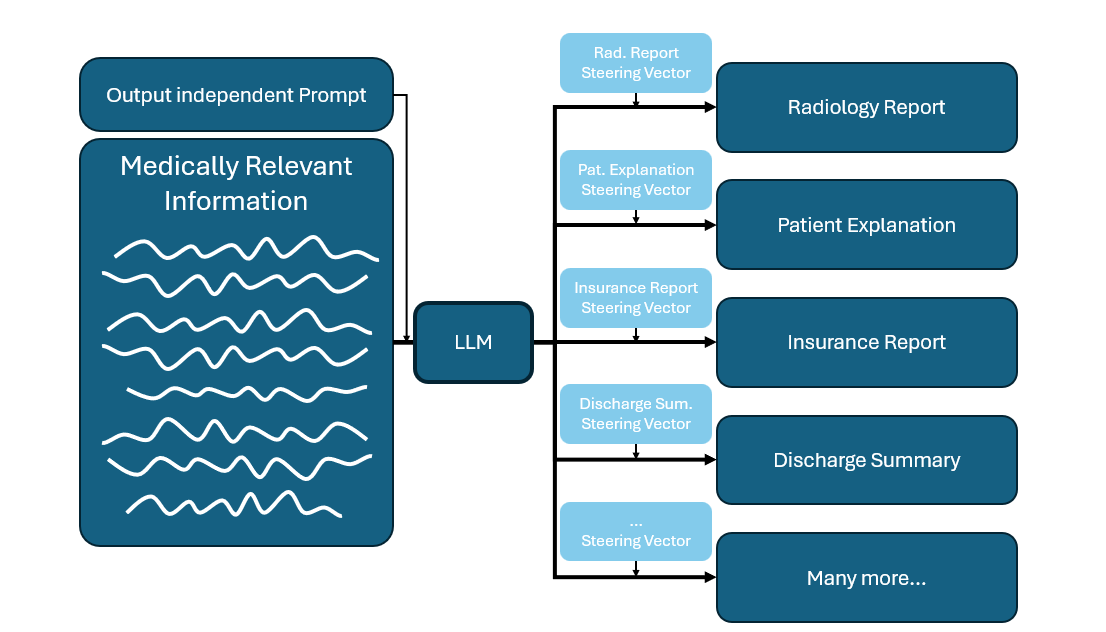 Output independent Prompt
Medically Relevant
Information
LLM
Rad. Report
Steering Vector
Radiology Report
Pat. Explanation
Steering Vector
Patient Explanation
Insurance Report
Steering Vector
Insurance Report
Discharge Sum.
Steering Vector
Discharge Summary
...
Steering Vector
Many more...